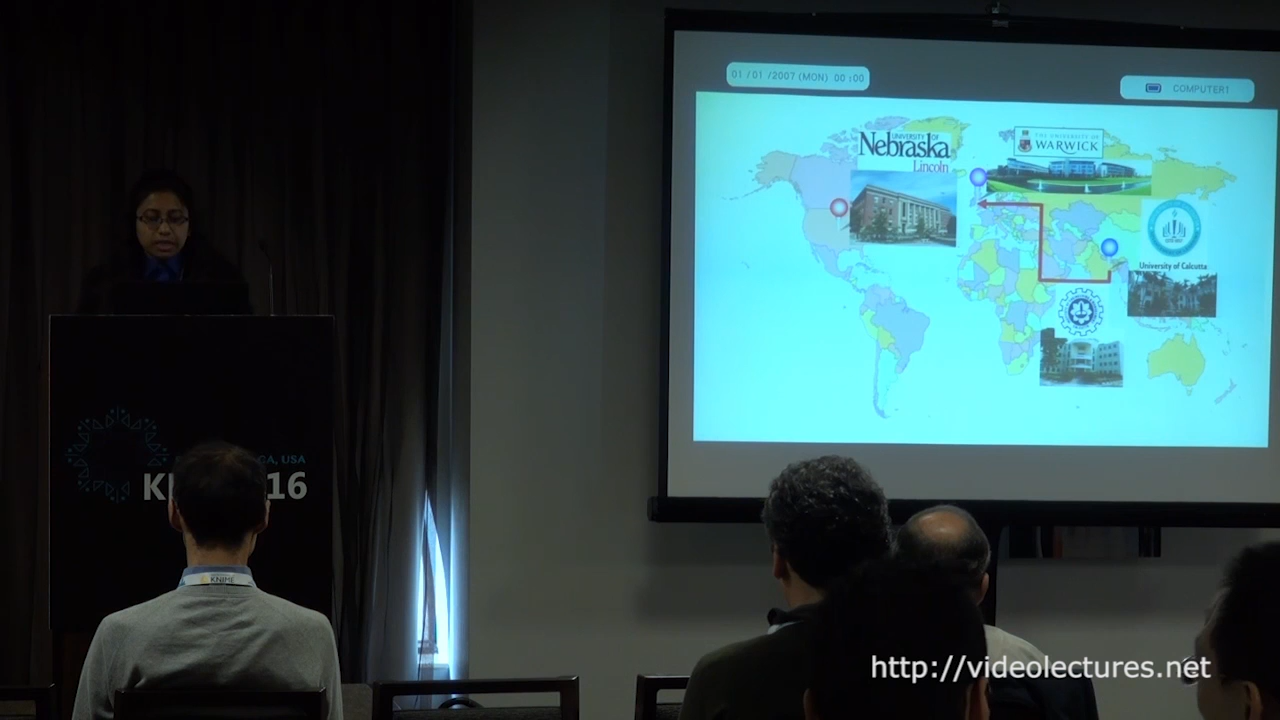 01/01/2007 (MON) 00:00
COMPUTER1
UNIVERSITY OF
Nebraska
Lincoln
THE UNIVERSITY OF
WARWICK
University of Calcutta
CA, USA
K
16
KNIME
http://videolectures.net